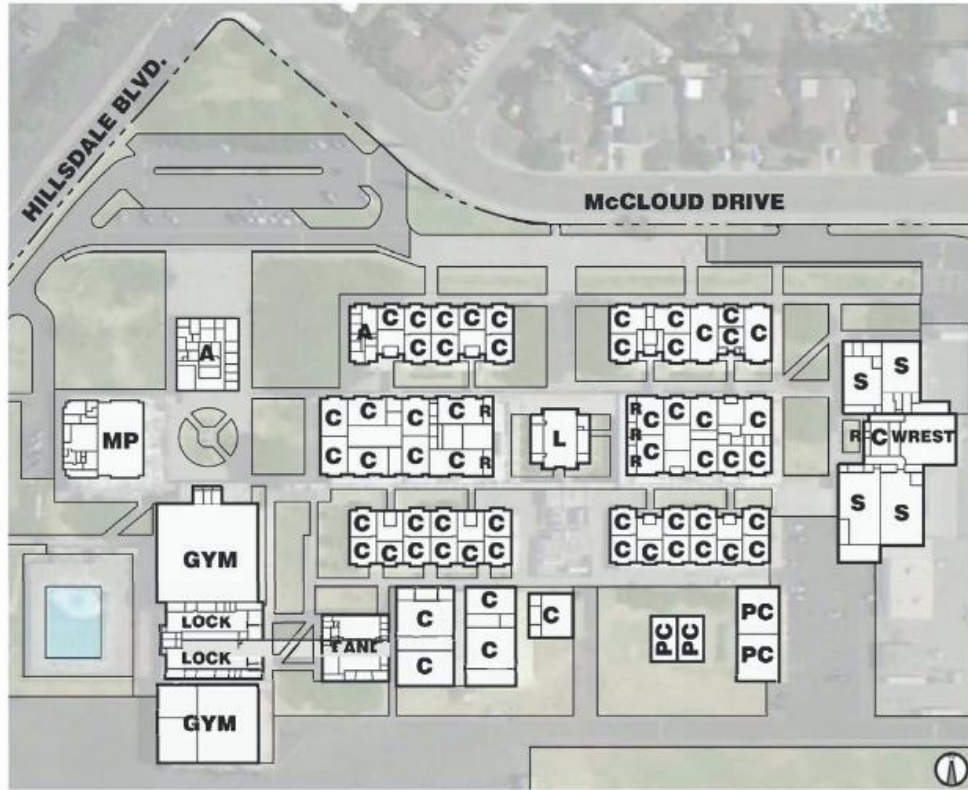 HILLSDALE BLVD.
McCLOUD DRIVE
A
A C C C C C
C C C
C C C C C
C C C
S S
MP
C C C C R
C C C C R
L
R C C C
R C
R C C C C
R C WREST
S S
GYM
C C C C
C C C C C C
C C C C C
C C C C C C
LOCK
LOCK
GYM
C
C
C
C
C
PC PC
PC
PC